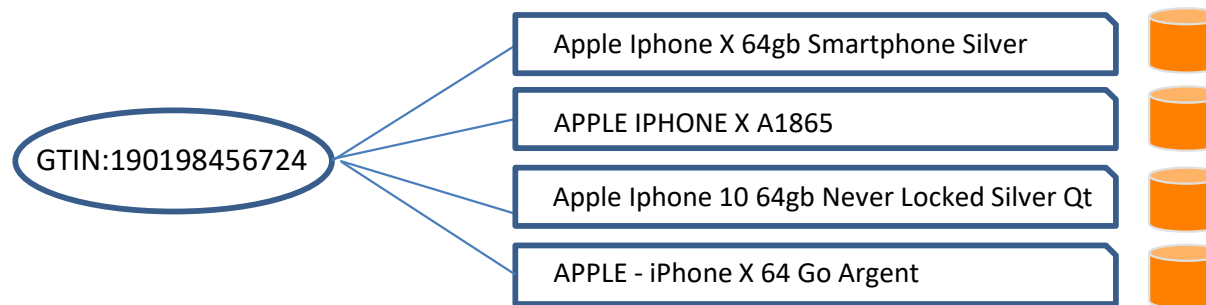 Apple Iphone X 64gb Smartphone Silver
APPLE IPHONE X A1865
GTIN:190198456724
Apple Iphone 10 64gb Never Locked Silver Qt
APPLE - iPhone X 64 Go Argent